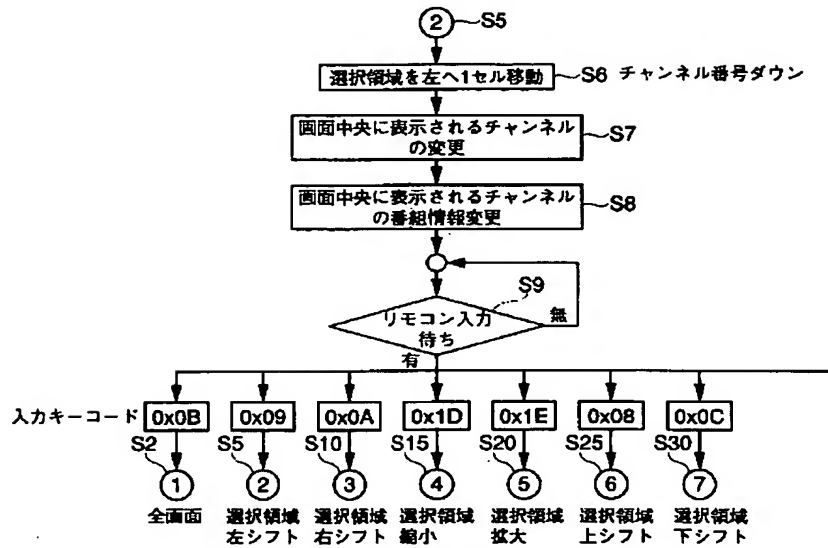 ② S5
選択領域を左へ1セル移動 S6 チャンネル番号ダウン
画面中央に表示されるチャンネル
の変更 S7
画面中央に表示されるチャンネル
の番組情報変更 S8
S9
リモコン入力
待ち
無
有
入力キーコード 0x0B 0x09 0x0A 0x1D 0x1E 0x08 0x0C
S2 S5 S10 S15 S20 S25 S30
① ② ③ ④ ⑤ ⑥ ⑦
全画面 選択領域 選択領域 選択領域 選択領域 選択領域 選択領域
左シフト 右シフト 縮小 拡大 上シフト 下シフト